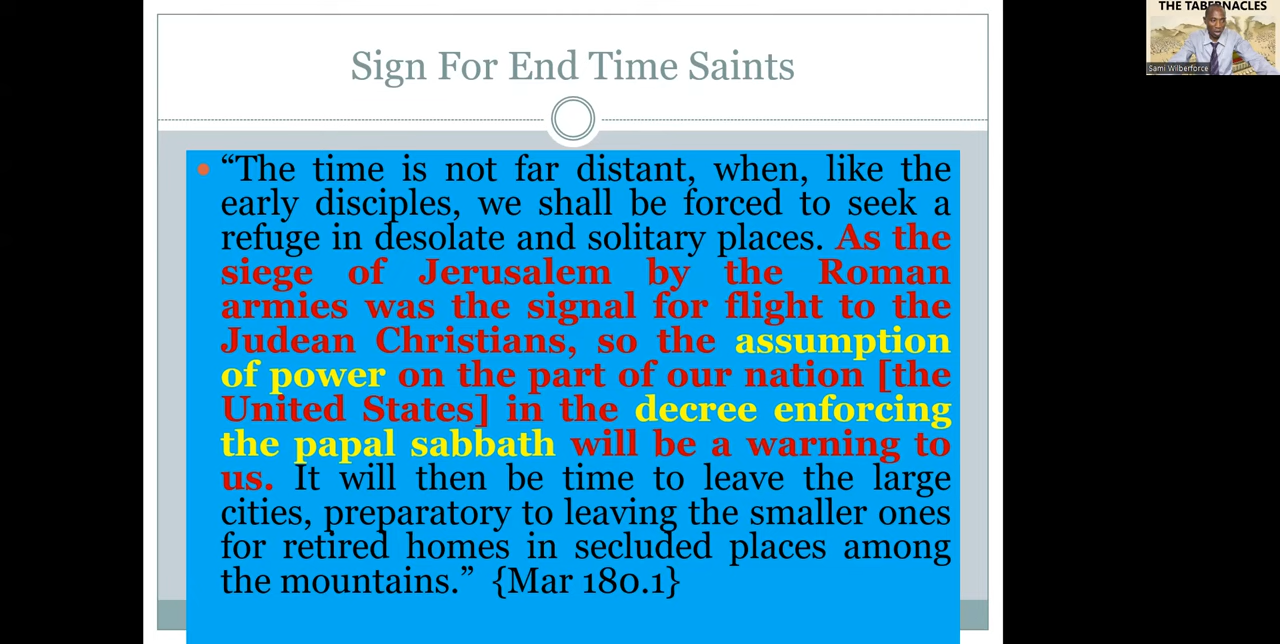 THE TABERNACLES
Sami Wilberforce
Sign For End Time Saints
“The time is not far distant, when, like the
early disciples, we shall be forced to seek a
refuge in desolate and solitary places. As the
siege of Jerusalem by the Roman
armies was the signal for flight to the
Judean Christians, so the assumption
of power on the part of our nation [the
United States] in the decree enforcing
the papal sabbath will be a warning to
us. It will then be time to leave the large
cities, preparatory to leaving the smaller ones
for retired homes in secluded places among
the mountains.” {Mar 180.1}